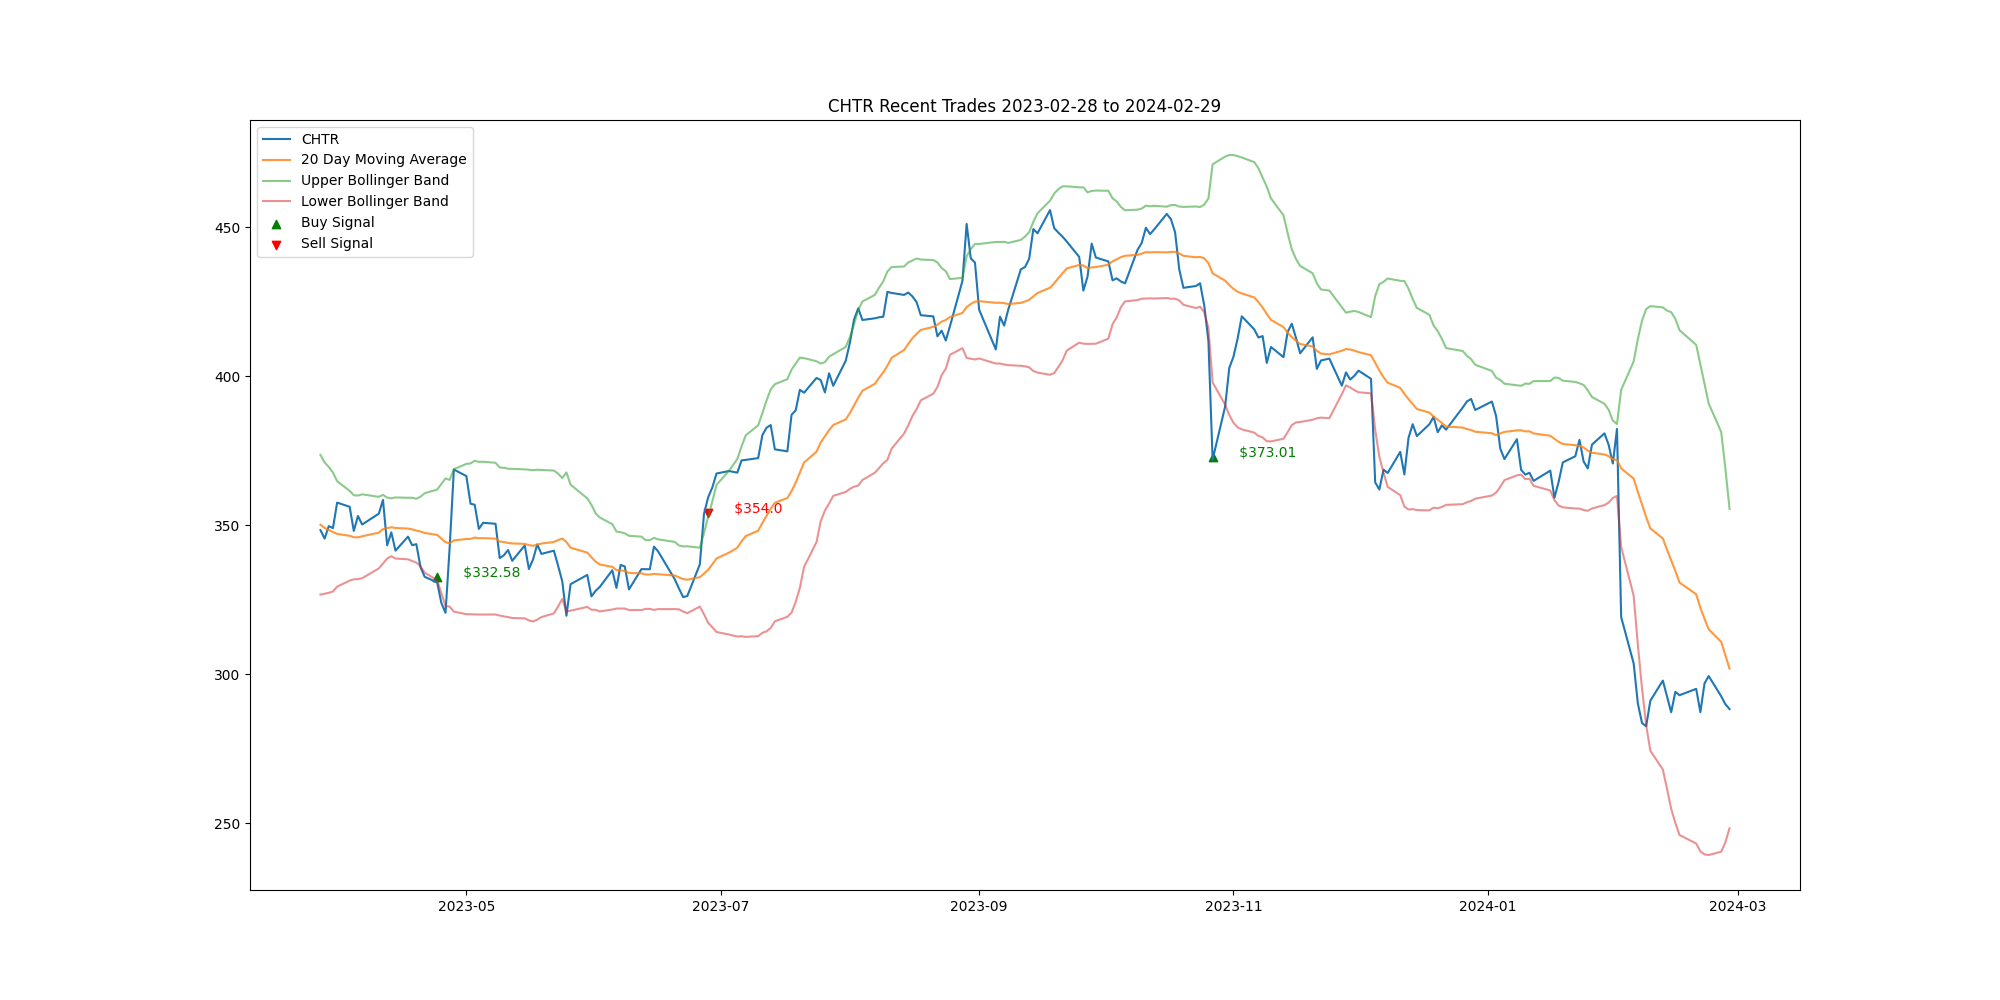 CHTR Recent Trades 2023-02-28 to 2024-02-29
CHTR
20 Day Moving Average
Upper Bollinger Band
Lower Bollinger Band
Buy Signal
Sell Signal
450
400
350
300
250
$332.58
$354.0
$373.01
2023-05
2023-07
2023-09
2023-11
2024-01
2024-03